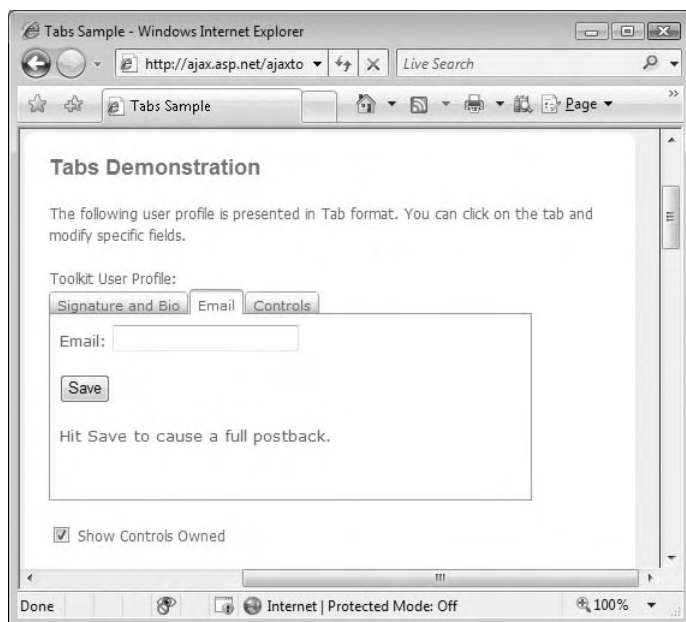 Tabs Sample - Windows Internet Explorer
http://ajax.asp.net/ajaxto
Live Search
Tabs Sample
Page
Tabs Demonstration
The following user profile is presented in Tab format. You can click on the tab and
modify specific fields.
Toolkit User Profile:
Signature and Bio Email Controls
Email:
Save
Hit Save to cause a full postback.
Show Controls Owned
Done Internet | Protected Mode: Off 100%